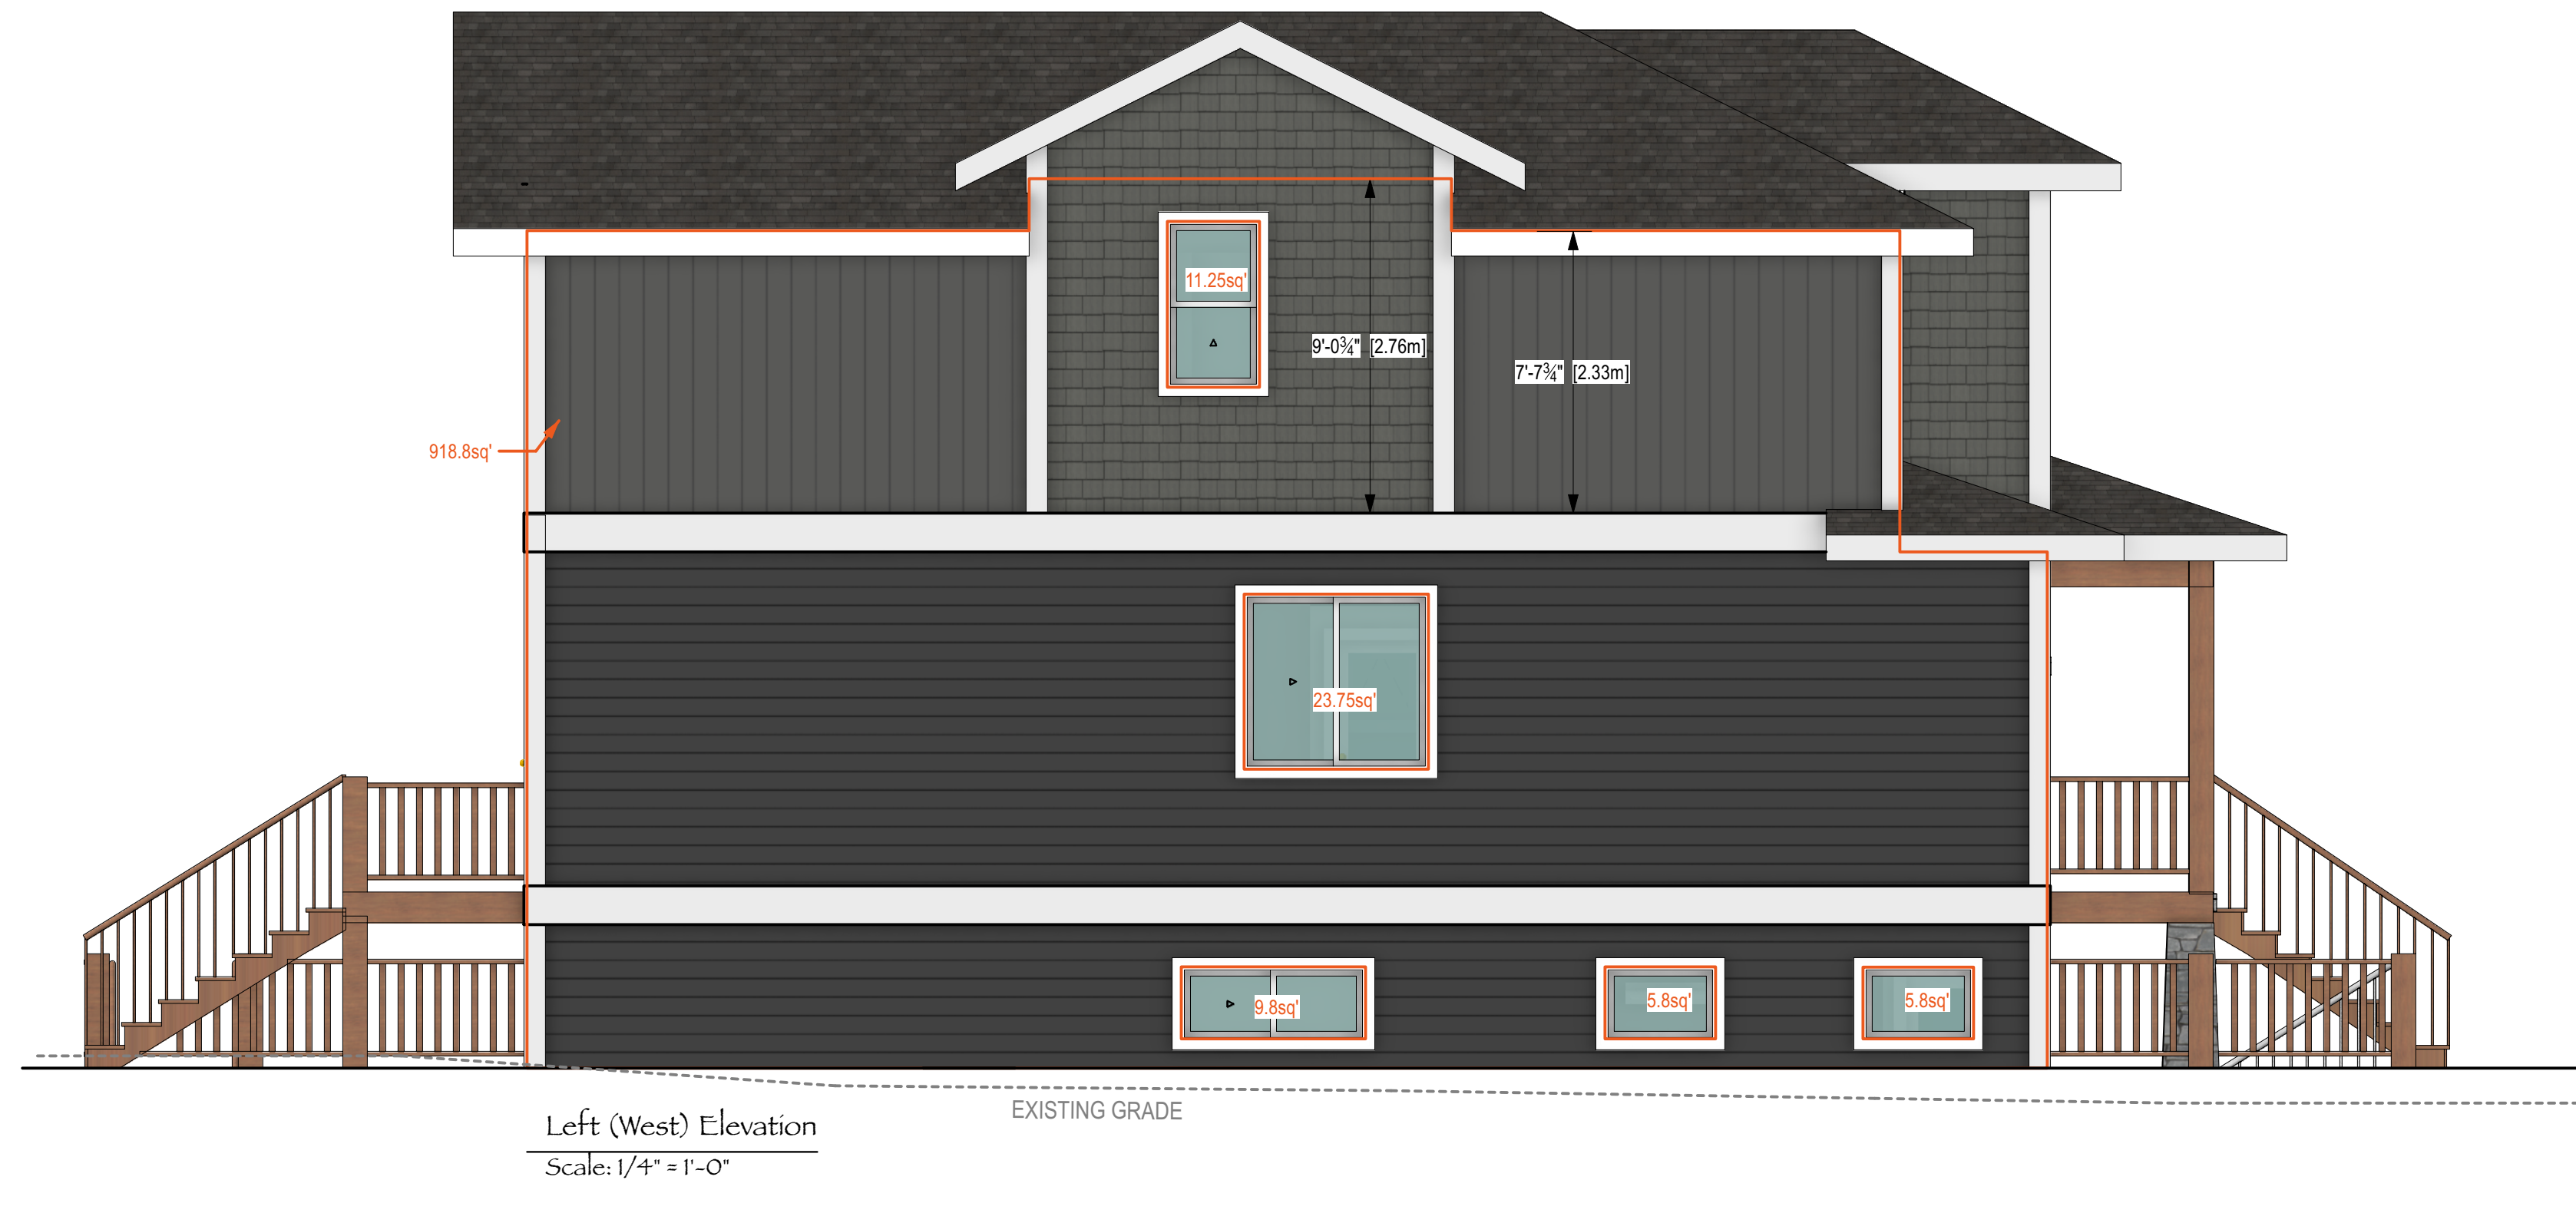 11.25sq'
9'-0¾" [2.76m]
7'-7¾" [2.33m]
918.8sq'
23.75sq'
9.8sq'
5.8sq'
5.8sq'
EXISTING GRADE
Left (West) Elevation
Scale: 1/4" = 1'-0"